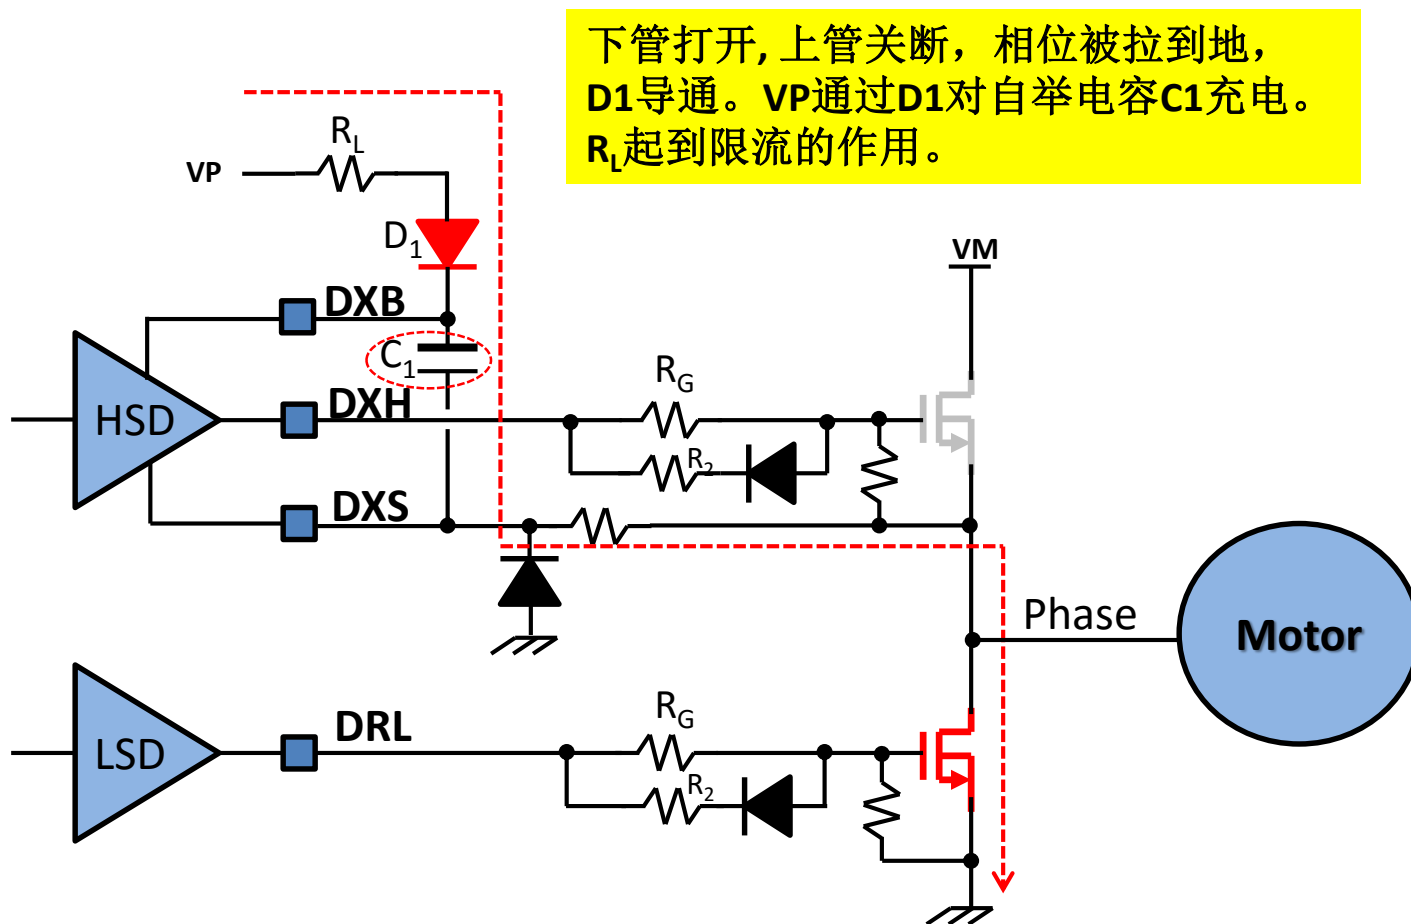 下管打开, 上管关断，相位被拉到地，
D1导通。VP通过D1对自举电容C1充电。
RL起到限流的作用。
RL
VP
D1
VM
DXB
C1
RG
HSD
DXH
R2
DXS
Phase
Motor
RG
DRL
LSD
R2